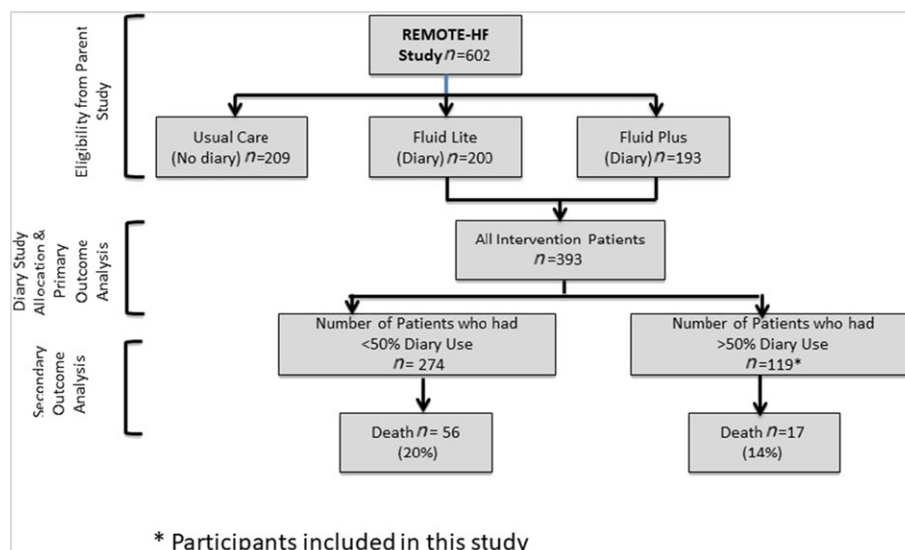 REMOTE-HF
Study n=602
Eligibility from Parent
Study
Usual Care
(No diary) n=209
Fluid Lite
(Diary) n=200
Fluid Plus
(Diary) n=193
Diary Study
Allocation &
Primary
Outcome
Analysis
All Intervention Patients
n=393
Number of Patients who had
<50% Diary Use
n= 274
Number of Patients who had
>50% Diary Use
n=119*
Secondary
Outcome
Analysis
Death n= 56
(20%)
Death n=17
(14%)
* Participants included in this study